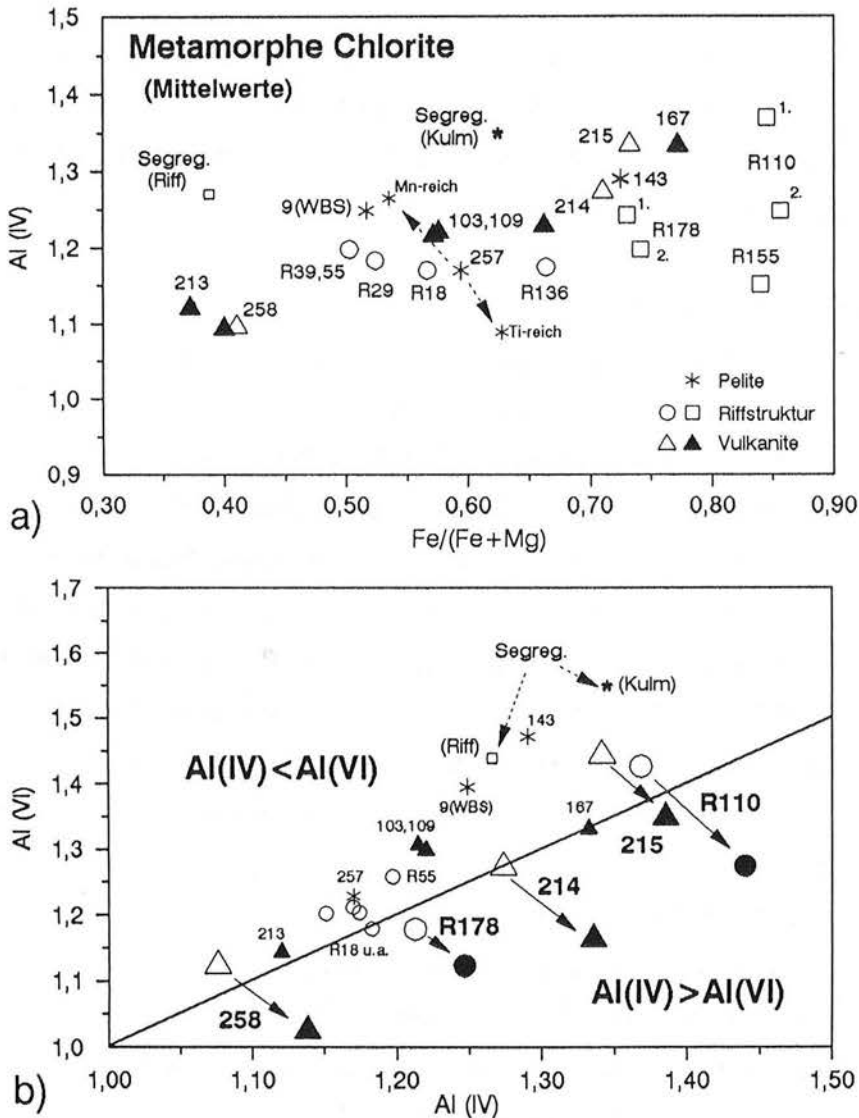 Metamorphe Chlorite
(Mittelwerte)
Segreg.
(Riff)
Segreg.
(Kulm)
Mn-reich
9(WBS)
103,109
257
Ti-reich
213
258
R39,55
R29
R18
R136
214
215
167
143
1.
R178
2.
1.
R110
2.
R155
Pelite
Riffstruktur
Vulkanite
Al (IV)
1,5
1,4
1,3
1,2
1,1
1,0
0,9
0,30
0,40
0,50
0,60
0,70
0,80
0,90
Fe/(Fe+Mg)
a)
Al(IV)<Al(VI)
Segreg.
(Kulm)
(Riff)
143
9(WBS)
103,109
257
R55
213
R18 u.a.
R178
258
167
214
215
R110
Al(IV)>Al(VI)
Al (VI)
1,7
1,6
1,5
1,4
1,3
1,2
1,1
1,0
1,00
1,10
1,20
1,30
1,40
1,50
Al (IV)
b)